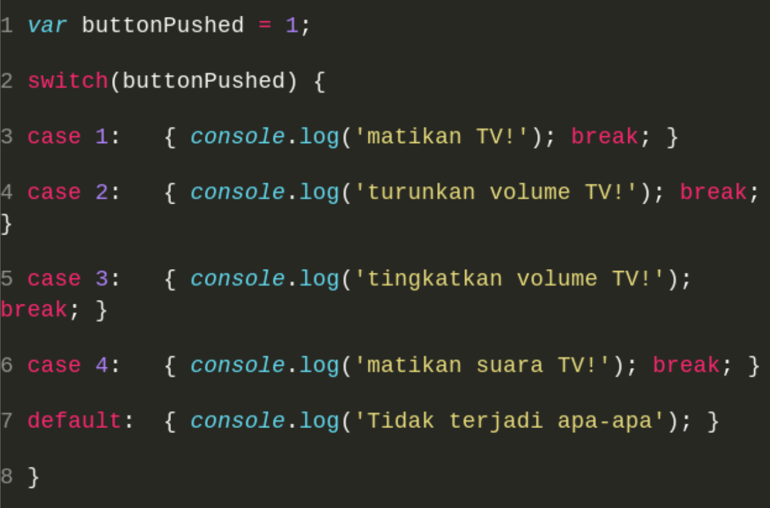 1 var buttonPushed = 1;
2 switch(buttonPushed) {
3 case 1:   { console.log('matikan TV!'); break; }
4 case 2:   { console.log('turunkan volume TV!'); break;
}
5 case 3:   { console.log('tingkatkan volume TV!');
break; }
6 case 4:   { console.log('matikan suara TV!'); break; }
7 default:  { console.log('Tidak terjadi apa-apa'); }
8 }